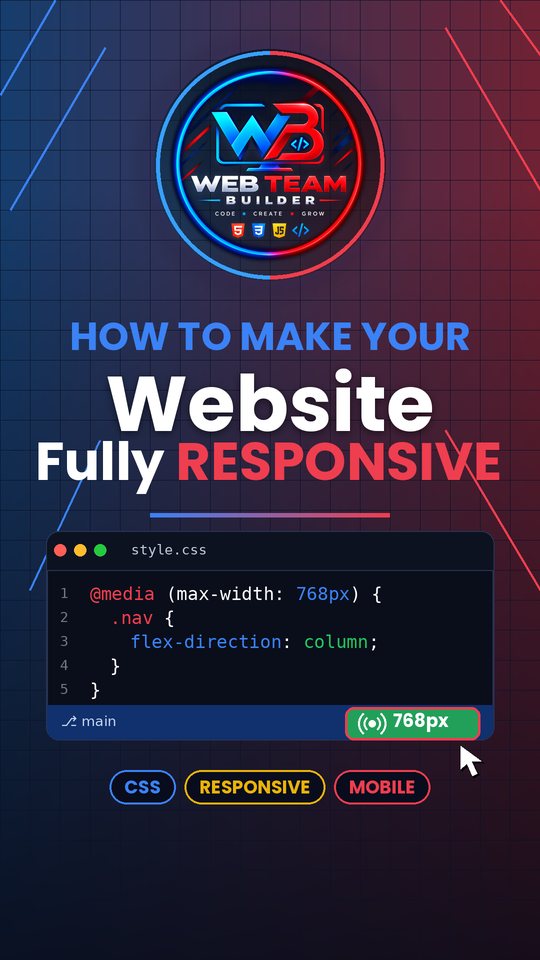 WB
</>
WEB TEAM
BUILDER
CODE CREATE GROW
5 3 JS </>
HOW TO MAKE YOUR
Website
Fully RESPONSIVE
style.css
1 @media (max-width: 768px) {
2 .nav {
3 flex-direction: column;
4 }
5 }
⎇ main
768px
CSS RESPONSIVE MOBILE